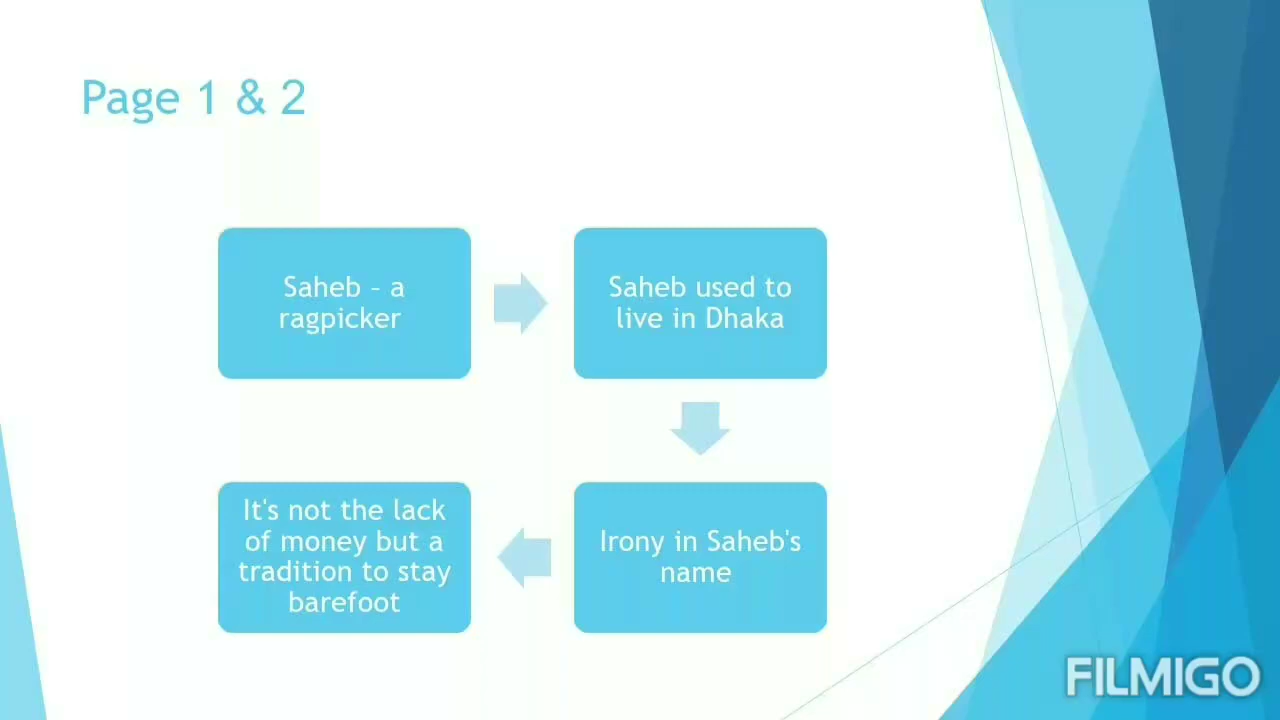 Page 1 & 2
Saheb – a
ragpicker
Saheb used to
live in Dhaka
Irony in Saheb's
name
It's not the lack
of money but a
tradition to stay
barefoot
FILMIGO